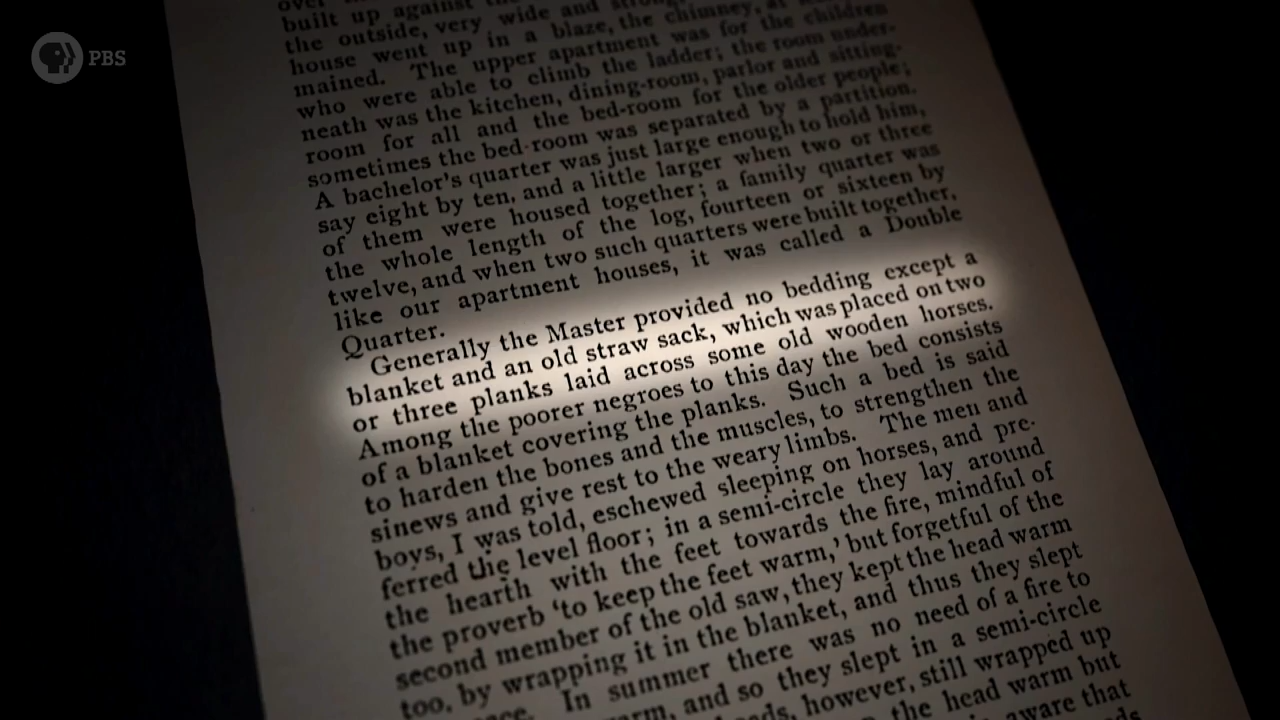 PBS
built up against the
the outside, very wide and
house went up in a blaze, the chimney,
mained. The upper apartment was for the children
who were able to climb the ladder; the room under-
neath was the kitchen, dining-room, parlor and sitting-
room for all and the bed-room for the older people;
sometimes the bed-room was separated by a partition.
A bachelor's quarter was just large enough to hold him,
say eight by ten, and a little larger when two or three
of them were housed together; a family quarter was
the whole length of the log, fourteen or sixteen by
twelve, and when two such quarters were built together,
like our apartment houses, it was called a Double
Quarter.
Generally the Master provided no bedding except a
blanket and an old straw sack, which was placed on two
or three planks laid across some old wooden horses.
Among the poorer negroes to this day the bed consists
of a blanket covering the planks. Such a bed is said
to harden the bones and the muscles, to strengthen the
sinews and give rest to the weary limbs. The men and
boys, I was told, eschewed sleeping on horses, and pre-
ferred the level floor; in a semi-circle they lay around
the hearth with the feet towards the fire, mindful of
the proverb 'to keep the feet warm,' but forgetful of the
second member of the old saw, they kept the head warm
too, by wrapping it in the blanket, and thus they slept
In summer there was no need of a fire to
and so they slept in a semi-circle
however, still wrapped up
the head warm but
aware that